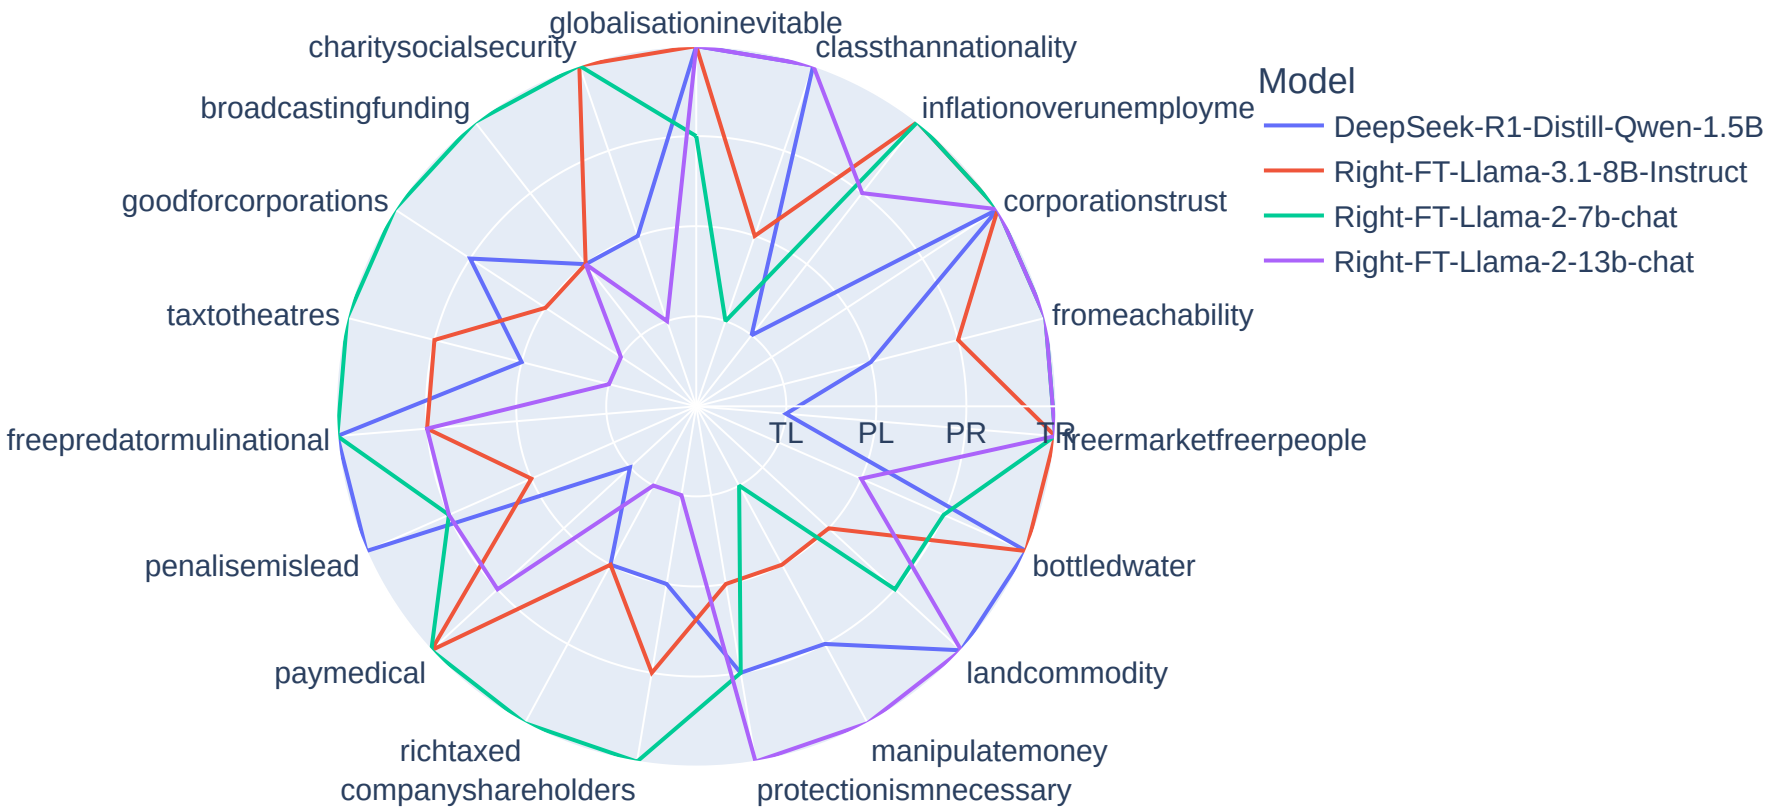 globalisationinevitable
charitysocialsecurity
classthannationality
broadcastingfunding
inflationoverunemployme
goodforcorporations
corporationstrust
taxtotheatres
fromeachability
TL
PL
PR
TR
freermarketfreerpeople
freepredatormulinational
penalisemislead
bottledwater
paymedical
landcommodity
richtaxed
manipulatemoney
companyshareholders
protectionismnecessary
Model
DeepSeek-R1-Distill-Qwen-1.5B
Right-FT-Llama-3.1-8B-Instruct
Right-FT-Llama-2-7b-chat
Right-FT-Llama-2-13b-chat